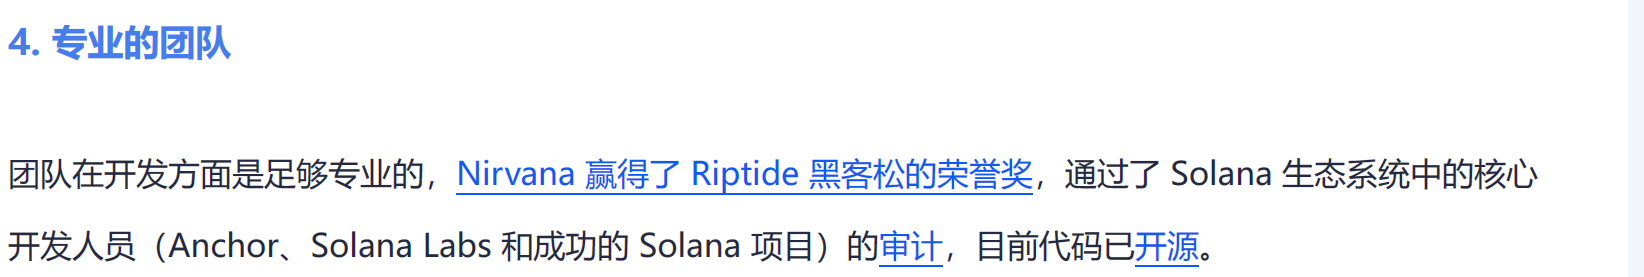 4. 专业的团队
团队在开发方面是足够专业的，Nirvana 赢得了 Riptide 黑客松的荣誉奖，通过了 Solana 生态系统中的核心
开发人员（Anchor、Solana Labs 和成功的 Solana 项目）的审计，目前代码已开源。